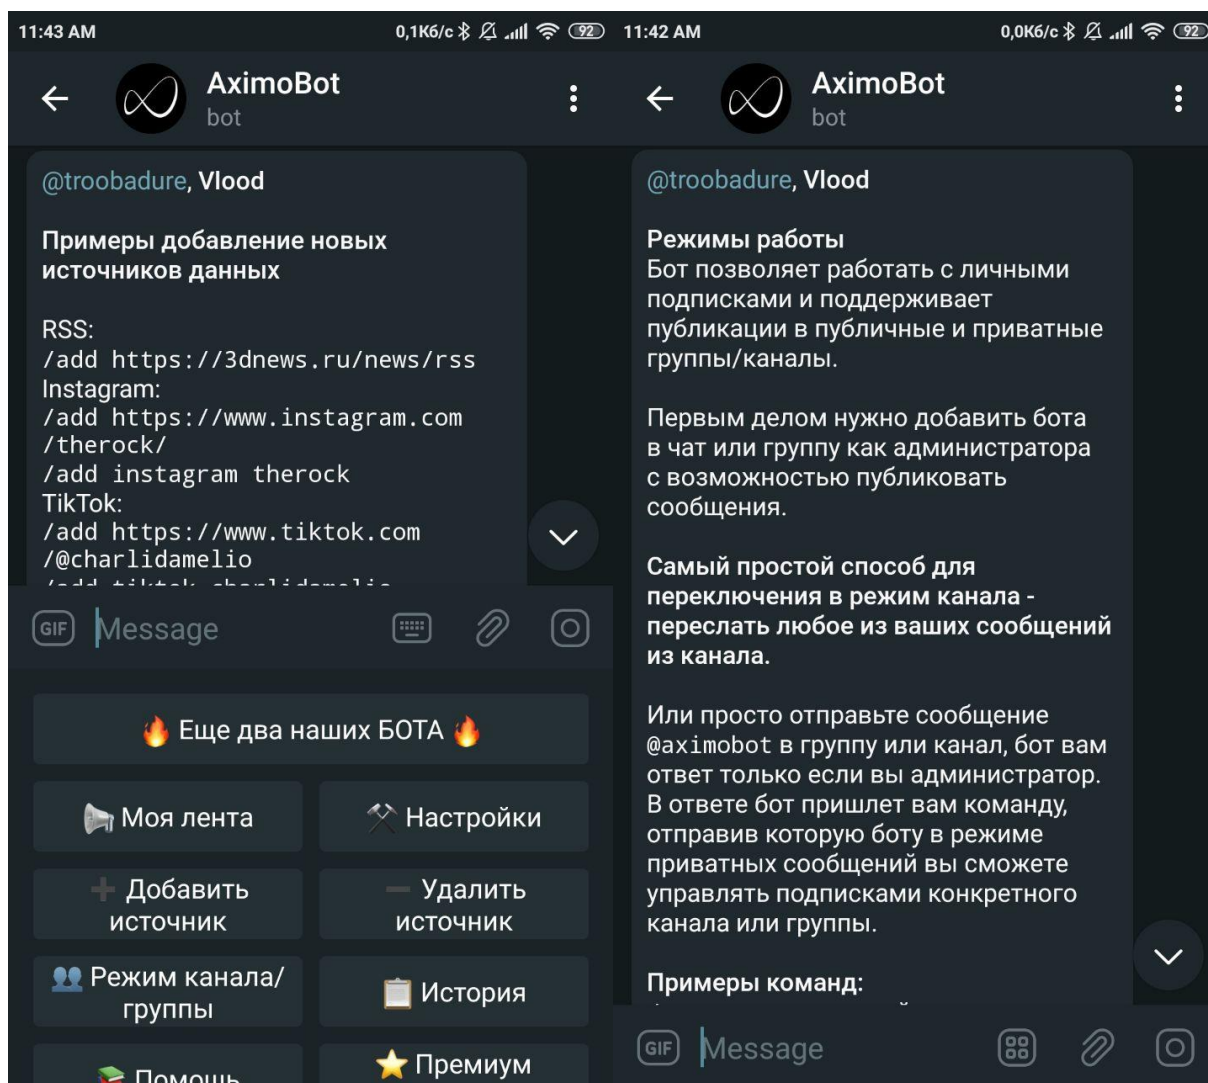 11:43 AM
0,1Кб/с
92
AximoBot
bot
@troobadure, Vlood
Примеры добавление новых
источников данных
RSS:
/add https://3dnews.ru/news/rss
Instagram:
/add https://www.instagram.com
/therock/
/add instagram therock
TikTok:
/add https://www.tiktok.com
/@charlidamelio
/add tiktok charlidamelio
GIF
Message
🔥 Еще два наших БОТА 🔥
Моя лента
Настройки
Добавить
источник
Удалить
источник
Режим канала/
группы
История
Помощь
Премиум
11:42 AM
0,0Кб/с
92
AximoBot
bot
@troobadure, Vlood
Режимы работы
Бот позволяет работать с личными
подписками и поддерживает
публикации в публичные и приватные
группы/каналы.
Первым делом нужно добавить бота
в чат или группу как администратора
с возможностью публиковать
сообщения.
Самый простой способ для
переключения в режим канала -
переслать любое из ваших сообщений
из канала.
Или просто отправьте сообщение
@aximobot в группу или канал, бот вам
ответ только если вы администратор.
В ответе бот пришлет вам команду,
отправив которую боту в режиме
приватных сообщений вы сможете
управлять подписками конкретного
канала или группы.
Примеры команд:
GIF
Message